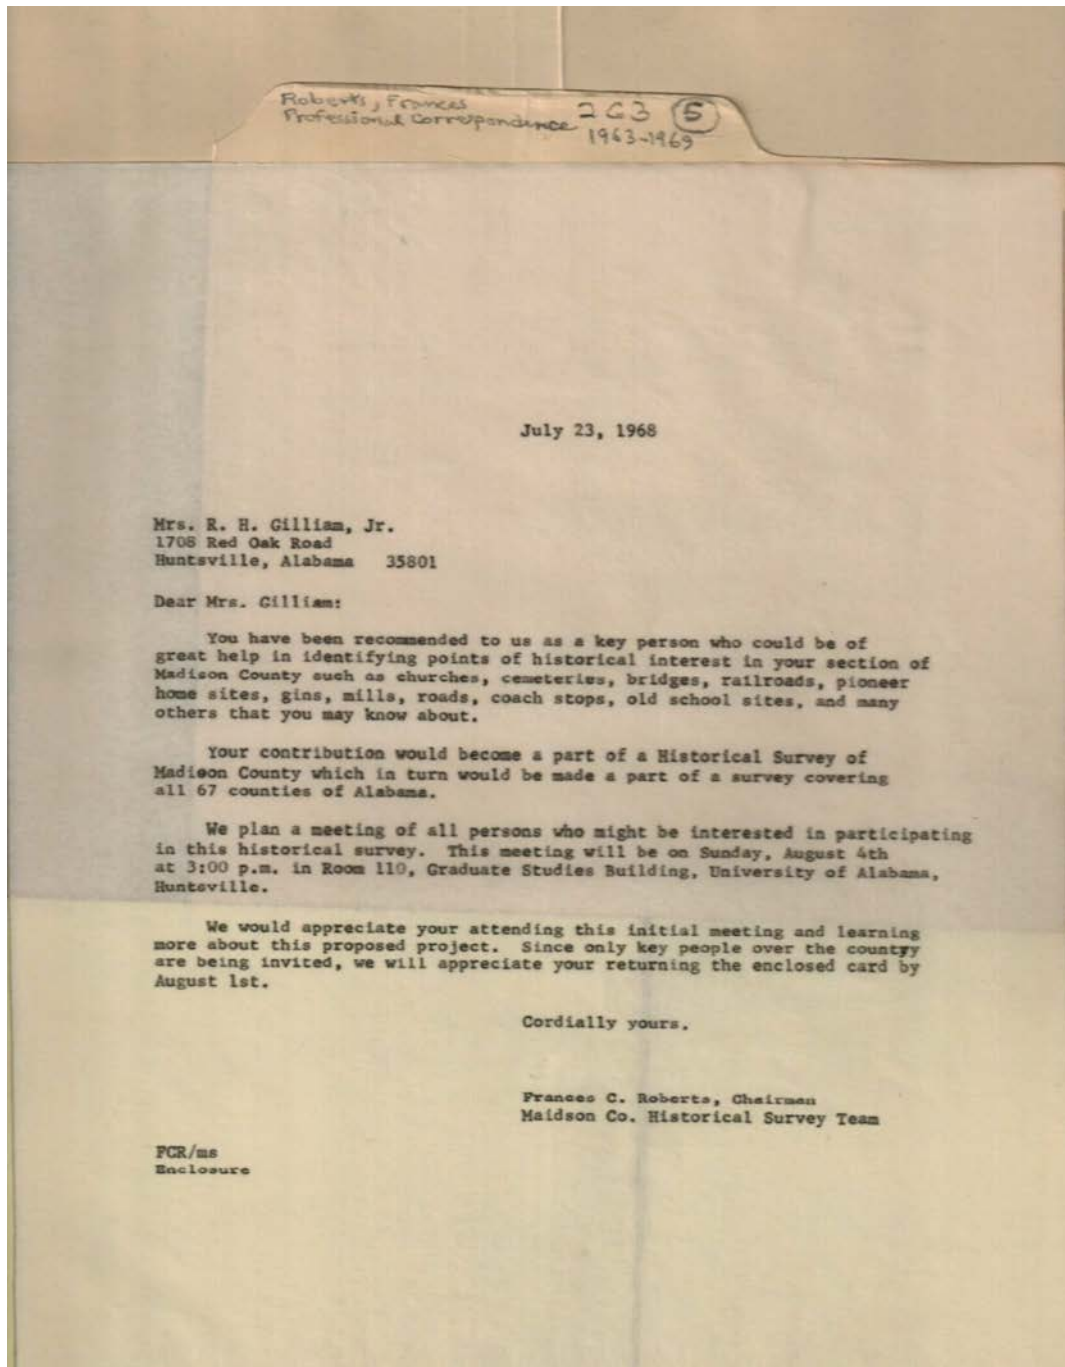 Roberts, Frances
Professional Correspondence 2G3 5
1963-1969
July 23, 1968
Mrs. R. H. Gilliam, Jr.
1708 Red Oak Road
Huntsville, Alabama 35801
Dear Mrs. Gilliam:
You have been recommended to us as a key person who could be of
great help in identifying points of historical interest in your section of
Madison County such as churches, cemeteries, bridges, railroads, pioneer
home sites, gins, mills, roads, coach stops, old school sites, and many
others that you may know about.
Your contribution would become a part of a Historical Survey of
Madison County which in turn would be made a part of a survey covering
all 67 counties of Alabama.
We plan a meeting of all persons who might be interested in participating
in this historical survey. This meeting will be on Sunday, August 4th
at 3:00 p.m. in Room 110, Graduate Studies Building, University of Alabama,
Huntsville.
We would appreciate your attending this initial meeting and learning
more about this proposed project. Since only key people over the county
are being invited, we will appreciate your returning the enclosed card by
August 1st.
Cordially yours,
Frances C. Roberts, Chairman
Maidson Co. Historical Survey Team
FCR/ms
Enclosure